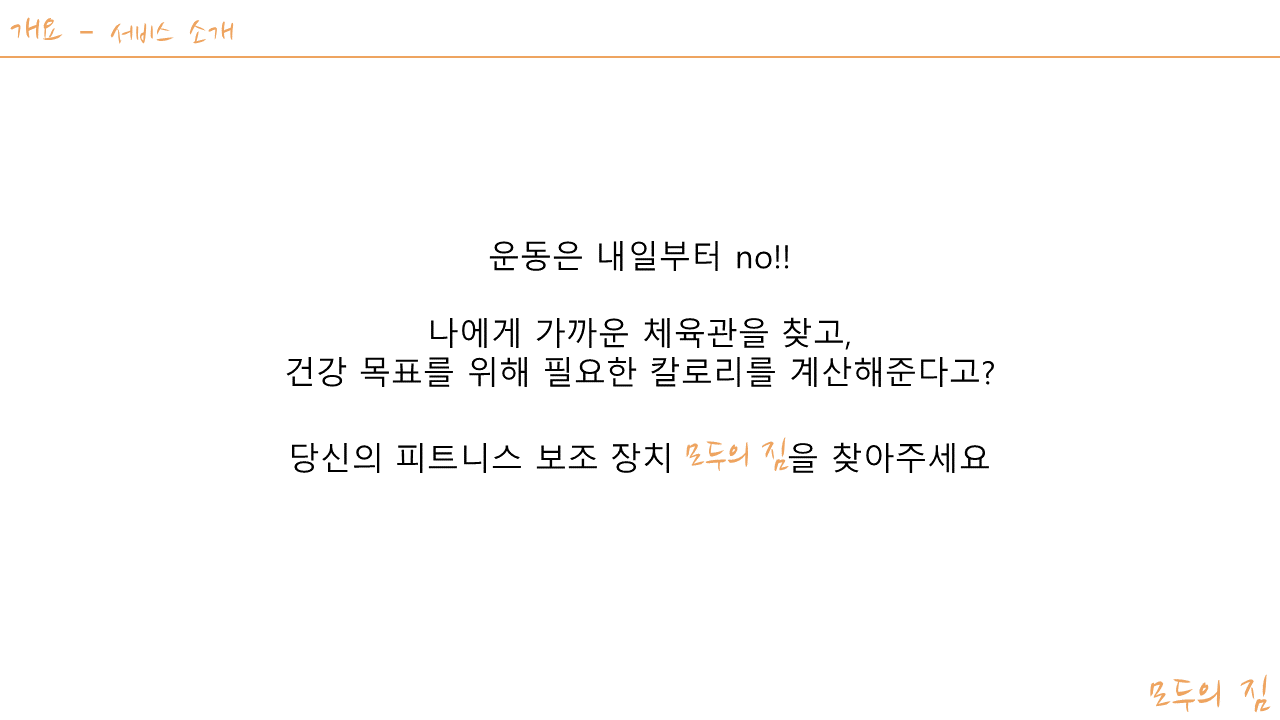 개요 - 서비스 소개
운동은 내일부터 no!!
나에게 가까운 체육관을 찾고,
건강 목표를 위해 필요한 칼로리를 계산해준다고?
당신의 피트니스 보조 장치 모두의 짐을 찾아주세요
모두의 짐